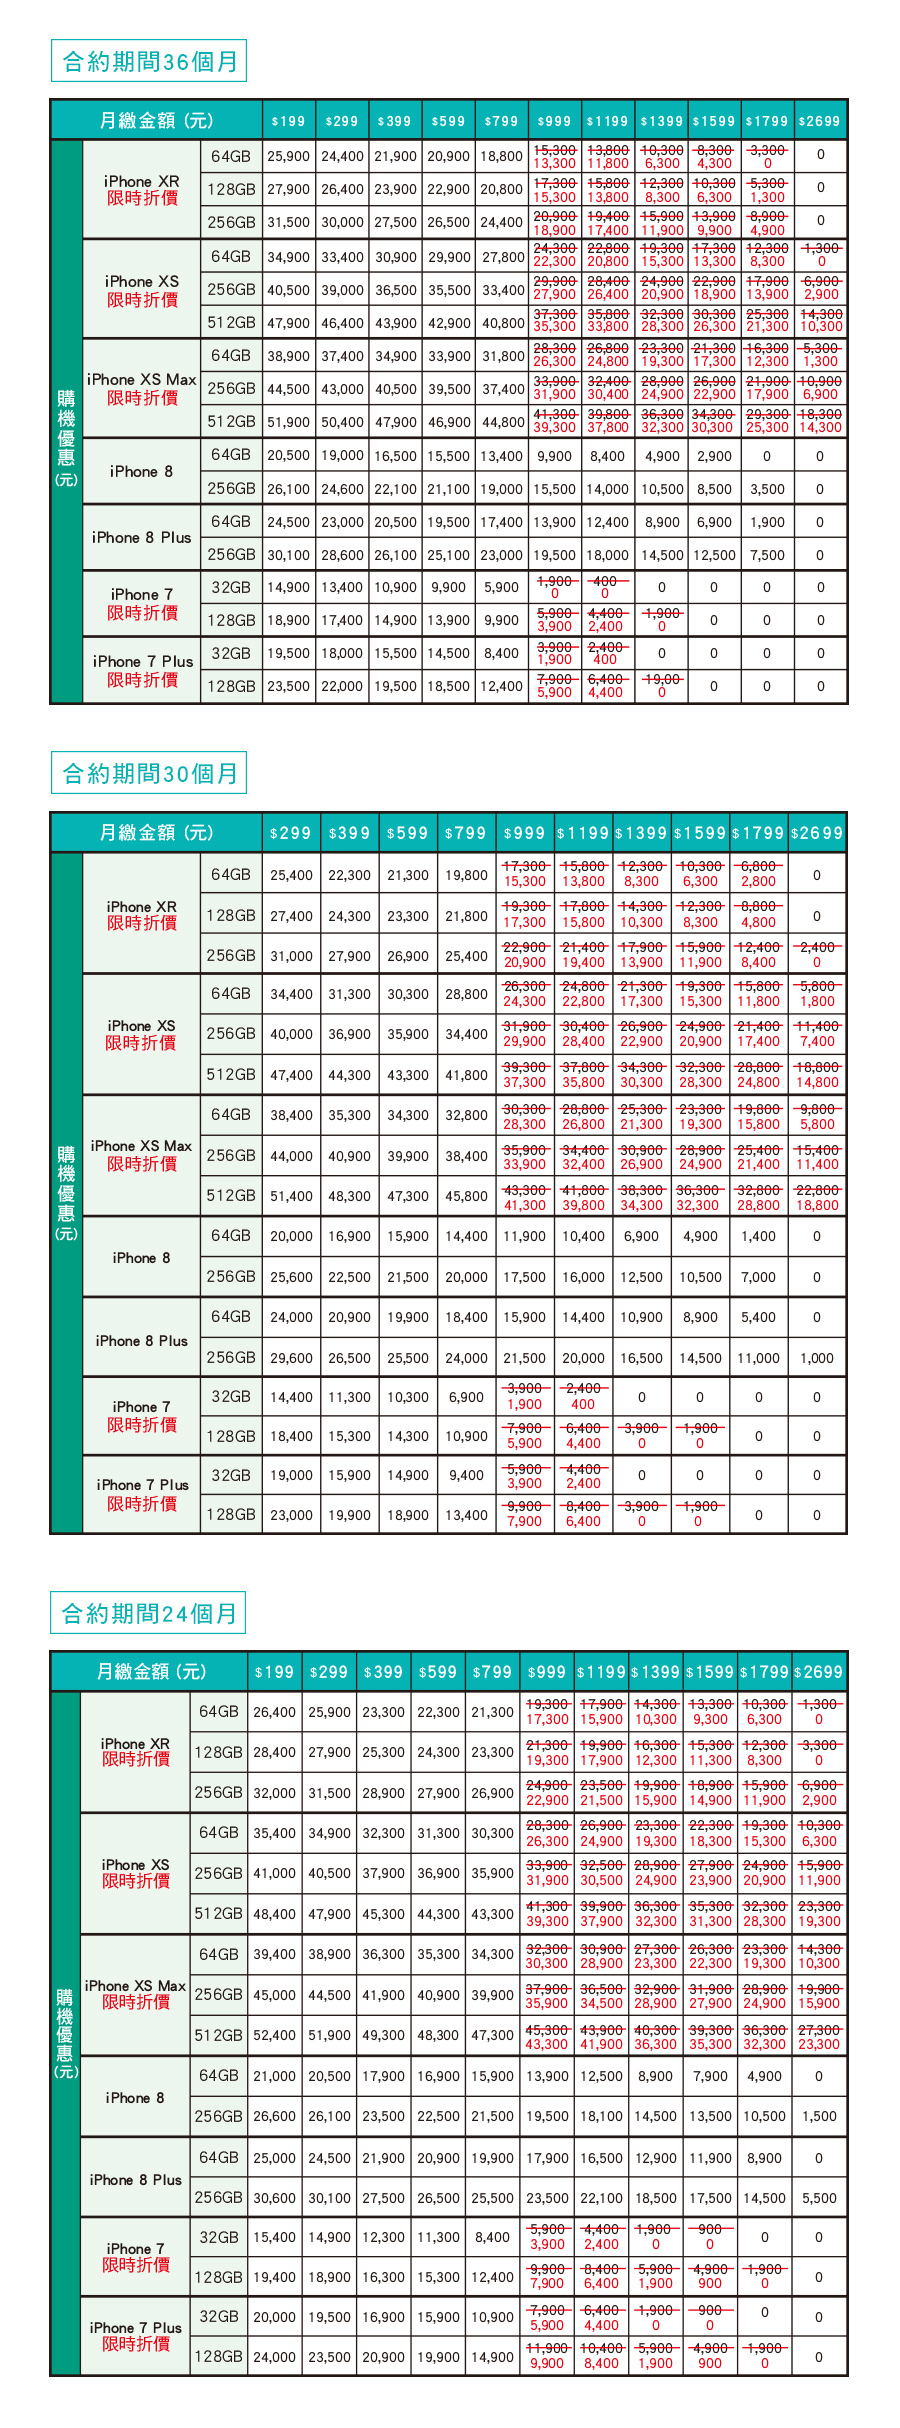 合約期間36個月
月繳金額 (元) $199 $299 $399 $599 $799 $999 $1199 $1399 $1599 $1799 $2699
購機優惠(元)
iPhone XR
限時折價
64GB 25,900 24,400 21,900 20,900 18,800 15,300 13,800 10,300 8,300 3,300 0
13,300 11,800 6,300 4,300 0
128GB 27,900 26,400 23,900 22,900 20,800 17,300 15,800 12,300 10,300 5,300 0
15,300 13,800 8,300 6,300 1,300
256GB 31,500 30,000 27,500 26,500 24,400 20,900 19,400 15,900 13,900 8,900 0
18,900 17,400 11,900 9,900 4,900
iPhone XS
限時折價
64GB 34,900 33,400 30,900 29,900 27,800 24,300 22,800 19,300 17,300 12,300 1,300
22,300 20,800 15,300 13,300 8,300 0
256GB 40,500 39,000 36,500 35,500 33,400 29,900 28,400 24,900 22,900 17,900 6,900
27,900 26,400 20,900 18,900 13,900 2,900
512GB 47,900 46,400 43,900 42,900 40,800 37,300 35,800 32,300 30,300 25,300 14,300
35,300 33,800 28,300 26,300 21,300 10,300
iPhone XS Max
限時折價
64GB 38,900 37,400 34,900 33,900 31,800 28,300 26,800 23,300 21,300 16,300 5,300
26,300 24,800 19,300 17,300 12,300 1,300
256GB 44,500 43,000 40,500 39,500 37,400 33,900 32,400 28,900 26,900 21,900 10,900
31,900 30,400 24,900 22,900 17,900 6,900
512GB 51,900 50,400 47,900 46,900 44,800 41,300 39,800 36,300 34,300 29,300 18,300
39,300 37,800 32,300 30,300 25,300 14,300
iPhone 8
64GB 20,500 19,000 16,500 15,500 13,400 9,900 8,400 4,900 2,900 0 0
256GB 26,100 24,600 22,100 21,100 19,000 15,500 14,000 10,500 8,500 3,500 0
iPhone 8 Plus
64GB 24,500 23,000 20,500 19,500 17,400 13,900 12,400 8,900 6,900 1,900 0
256GB 30,100 28,600 26,100 25,100 23,000 19,500 18,000 14,500 12,500 7,500 0
iPhone 7
限時折價
32GB 14,900 13,400 10,900 9,900 5,900 1,900 400 0 0 0 0
0 0
128GB 18,900 17,400 14,900 13,900 9,900 5,900 4,400 1,900 0 0 0
3,900 2,400 0
iPhone 7 Plus
限時折價
32GB 19,500 18,000 15,500 14,500 8,400 3,900 2,400 0 0 0 0
1,900 400
128GB 23,500 22,000 19,500 18,500 12,400 7,900 6,400 19,00 0 0 0
5,900 4,400 0
合約期間30個月
月繳金額 (元) $299 $399 $599 $799 $999 $1199 $1399 $1599 $1799 $2699
購機優惠(元)
iPhone XR
限時折價
64GB 25,400 22,300 21,300 19,800 17,300 15,800 12,300 10,300 6,800 0
15,300 13,800 8,300 6,300 2,800
128GB 27,400 24,300 23,300 21,800 19,300 17,800 14,300 12,300 8,800 0
17,300 15,800 10,300 8,300 4,800
256GB 31,000 27,900 26,900 25,400 22,900 21,400 17,900 15,900 12,400 2,400
20,900 19,400 13,900 11,900 8,400 0
iPhone XS
限時折價
64GB 34,400 31,300 30,300 28,800 26,300 24,800 21,300 19,300 15,800 5,800
24,300 22,800 17,300 15,300 11,800 1,800
256GB 40,000 36,900 35,900 34,400 31,900 30,400 26,900 24,900 21,400 11,400
29,900 28,400 22,900 20,900 17,400 7,400
512GB 47,400 44,300 43,300 41,800 39,300 37,800 34,300 32,300 28,800 18,800
37,300 35,800 30,300 28,300 24,800 14,800
iPhone XS Max
限時折價
64GB 38,400 35,300 34,300 32,800 30,300 28,800 25,300 23,300 19,800 9,800
28,300 26,800 21,300 19,300 15,800 5,800
256GB 44,000 40,900 39,900 38,400 35,900 34,400 30,900 28,900 25,400 15,400
33,900 32,400 26,900 24,900 21,400 11,400
512GB 51,400 48,300 47,300 45,800 43,300 41,800 38,300 36,300 32,800 22,800
41,300 39,800 34,300 32,300 28,800 18,800
iPhone 8
64GB 20,000 16,900 15,900 14,400 11,900 10,400 6,900 4,900 1,400 0
256GB 25,600 22,500 21,500 20,000 17,500 16,000 12,500 10,500 7,000 0
iPhone 8 Plus
64GB 24,000 20,900 19,900 18,400 15,900 14,400 10,900 8,900 5,400 0
256GB 29,600 26,500 25,500 24,000 21,500 20,000 16,500 14,500 11,000 1,000
iPhone 7
限時折價
32GB 14,400 11,300 10,300 6,900 3,900 2,400 0 0 0 0
1,900 400
128GB 18,400 15,300 14,300 10,900 7,900 6,400 3,900 1,900 0 0
5,900 4,400 0 0
iPhone 7 Plus
限時折價
32GB 19,000 15,900 14,900 9,400 5,900 4,400 0 0 0 0
3,900 2,400
128GB 23,000 19,900 18,900 13,400 9,900 8,400 3,900 1,900 0 0
7,900 6,400 0 0
合約期間24個月
月繳金額 (元) $199 $299 $399 $599 $799 $999 $1199 $1399 $1599 $1799 $2699
購機優惠(元)
iPhone XR
限時折價
64GB 26,400 25,900 23,300 22,300 21,300 19,300 17,900 14,300 13,300 10,300 1,300
17,300 15,900 10,300 9,300 6,300 0
128GB 28,400 27,900 25,300 24,300 23,300 21,300 19,900 16,300 15,300 12,300 3,300
19,300 17,900 12,300 11,300 8,300 0
256GB 32,000 31,500 28,900 27,900 26,900 24,900 23,500 19,900 18,900 15,900 6,900
22,900 21,500 15,900 14,900 11,900 2,900
iPhone XS
限時折價
64GB 35,400 34,900 32,300 31,300 30,300 28,300 26,900 23,300 22,300 19,300 10,300
26,300 24,900 19,300 18,300 15,300 6,300
256GB 41,000 40,500 37,900 36,900 35,900 33,900 32,500 28,900 27,900 24,900 15,900
31,900 30,500 24,900 23,900 20,900 11,900
512GB 48,400 47,900 45,300 44,300 43,300 41,300 39,900 36,300 35,300 32,300 23,300
39,300 37,900 32,300 31,300 28,300 19,300
iPhone XS Max
限時折價
64GB 39,400 38,900 36,300 35,300 34,300 32,300 30,900 27,300 26,300 23,300 14,300
30,300 28,900 23,300 22,300 19,300 10,300
256GB 45,000 44,500 41,900 40,900 39,900 37,900 36,500 32,900 31,900 28,900 19,900
35,900 34,500 28,900 27,900 24,900 15,900
512GB 52,400 51,900 49,300 48,300 47,300 45,300 43,900 40,300 39,300 36,300 27,300
43,300 41,900 36,300 35,300 32,300 23,300
iPhone 8
64GB 21,000 20,500 17,900 16,900 15,900 13,900 12,500 8,900 7,900 4,900 0
256GB 26,600 26,100 23,500 22,500 21,500 19,500 18,100 14,500 13,500 10,500 1,500
iPhone 8 Plus
64GB 25,000 24,500 21,900 20,900 19,900 17,900 16,500 12,900 11,900 8,900 0
256GB 30,600 30,100 27,500 26,500 25,500 23,500 22,100 18,500 17,500 14,500 5,500
iPhone 7
限時折價
32GB 15,400 14,900 12,300 11,300 8,400 5,900 4,400 1,900 900 0 0
3,900 2,400 0 0
128GB 19,400 18,900 16,300 15,300 12,400 9,900 8,400 5,900 4,900 1,900 0
7,900 6,400 1,900 900 0
iPhone 7 Plus
限時折價
32GB 20,000 19,500 16,900 15,900 10,900 7,900 6,400 1,900 900 0 0
5,900 4,400 0 0
128GB 24,000 23,500 20,900 19,900 14,900 11,900 10,400 5,900 4,900 1,900 0
9,900 8,400 1,900 900 0